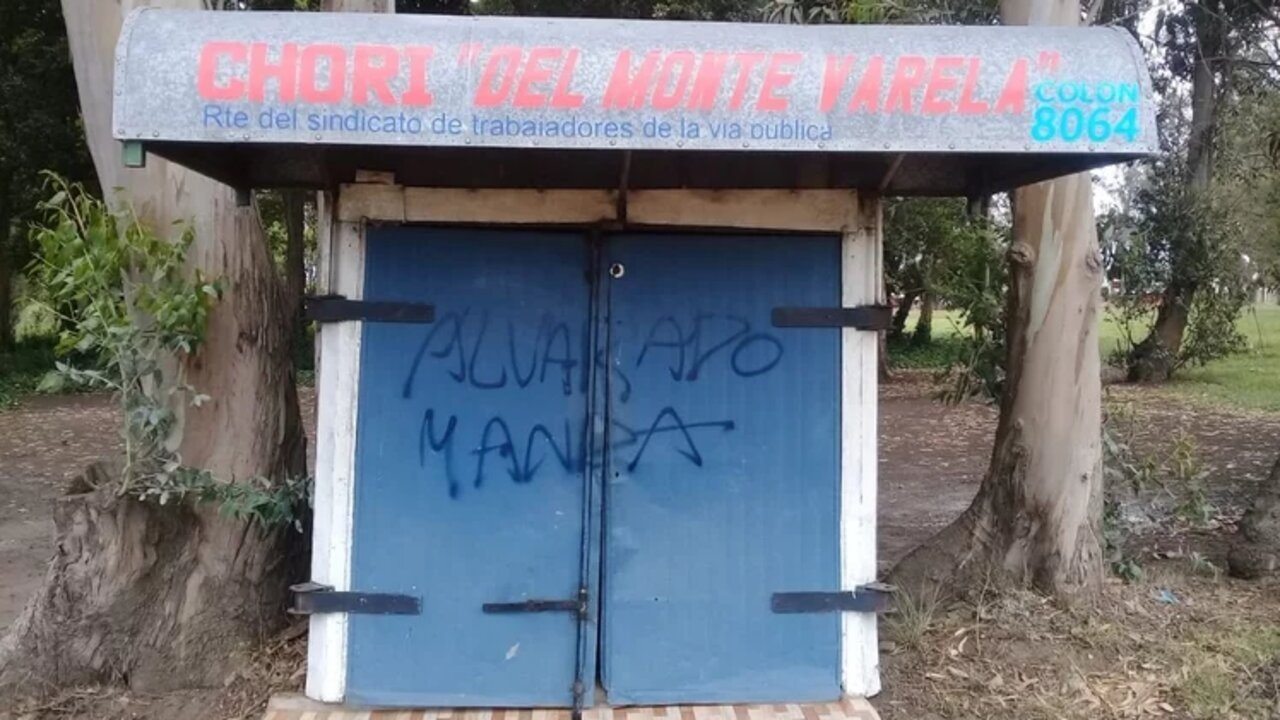 CHORI "DEL MONTE VARELA"
Rte del sindicato de trabajadores de la via publica
COLON
8064
ALVARADO
MANDA